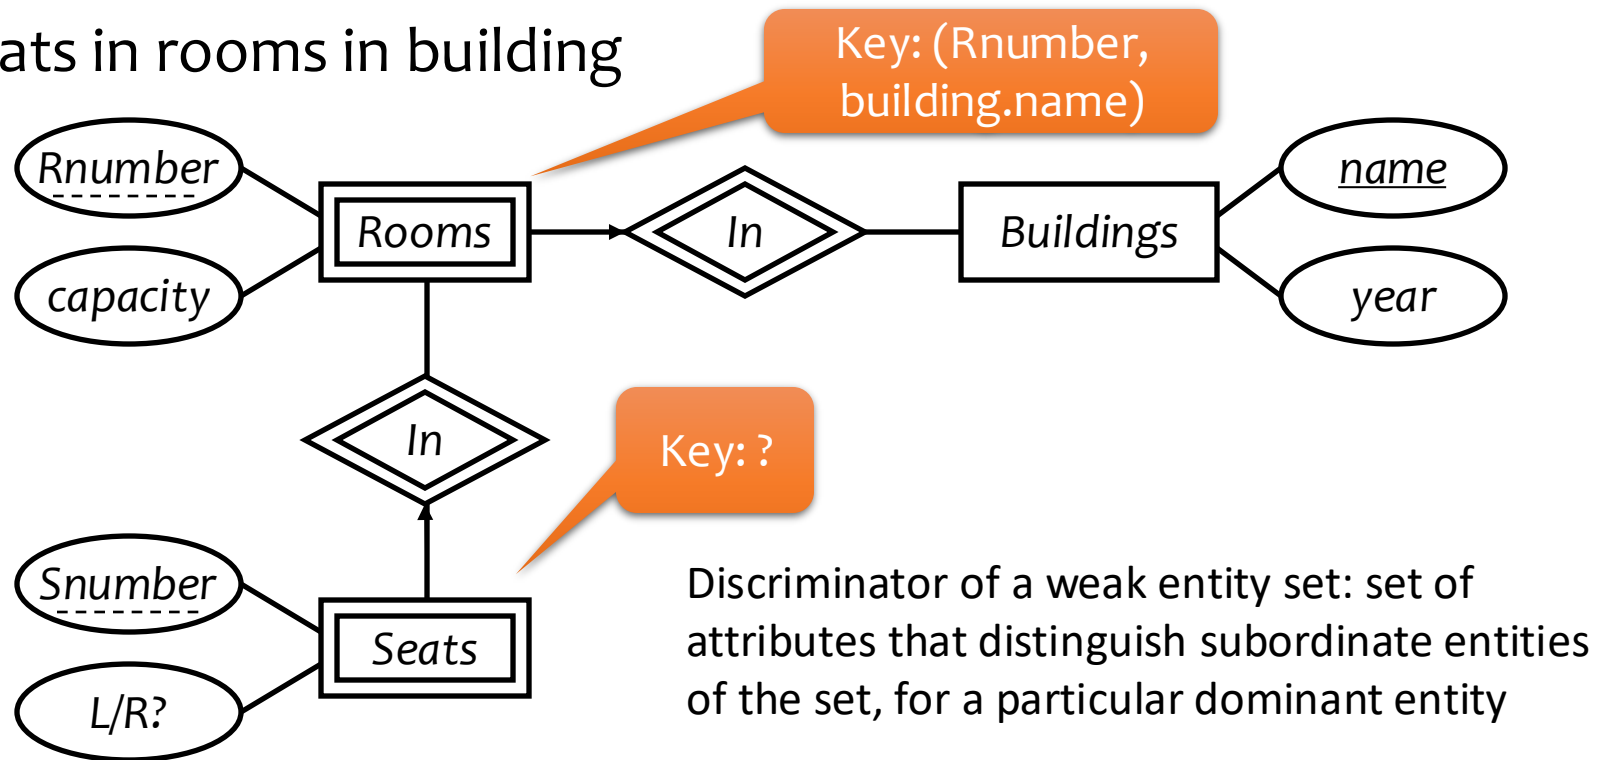 ats in rooms in building
Key: (Rnumber,
building.name)
Rnumber
name
Rooms
In
Buildings
capacity
year
In
Key: ?
Snumber
Discriminator of a weak entity set: set of
attributes that distinguish subordinate entities
of the set, for a particular dominant entity
Seats
L/R?